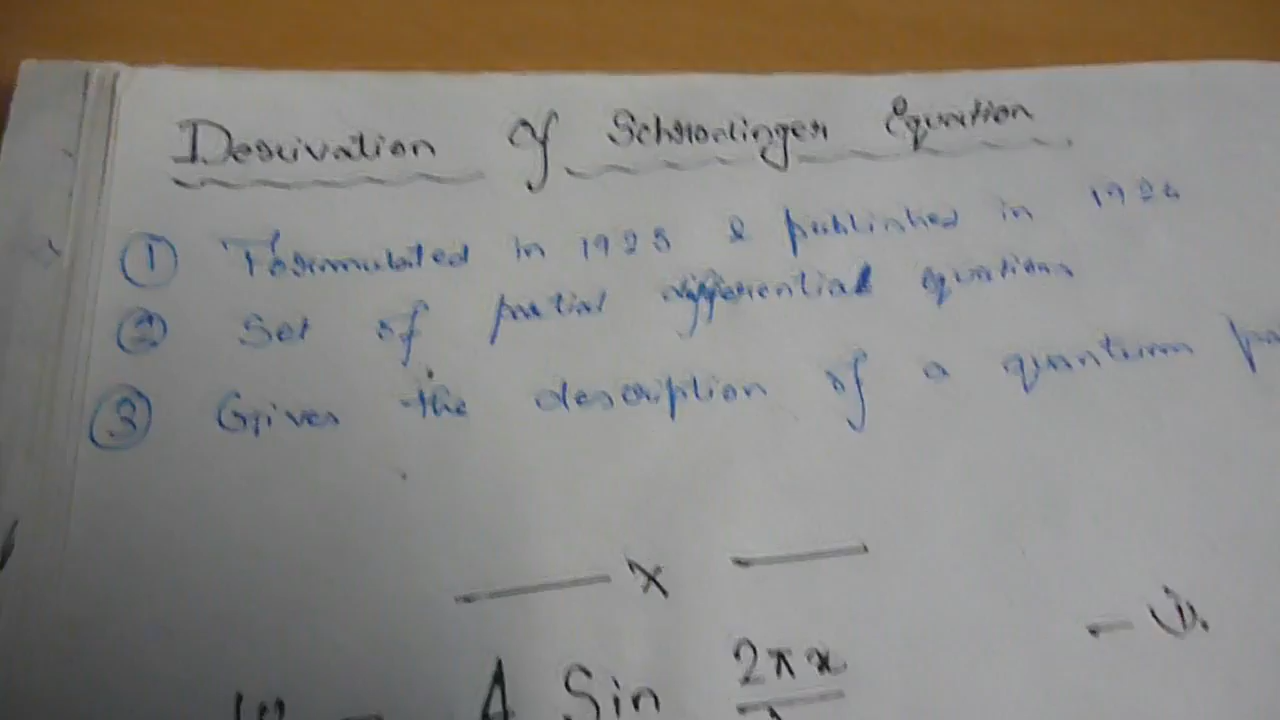 Derivation Of Schrodinger Equation
① Formulated in 1925 & published in 1926
② Set of partial differential equations
③ Gives the description of a quantum
— x —
A Sin 2πx